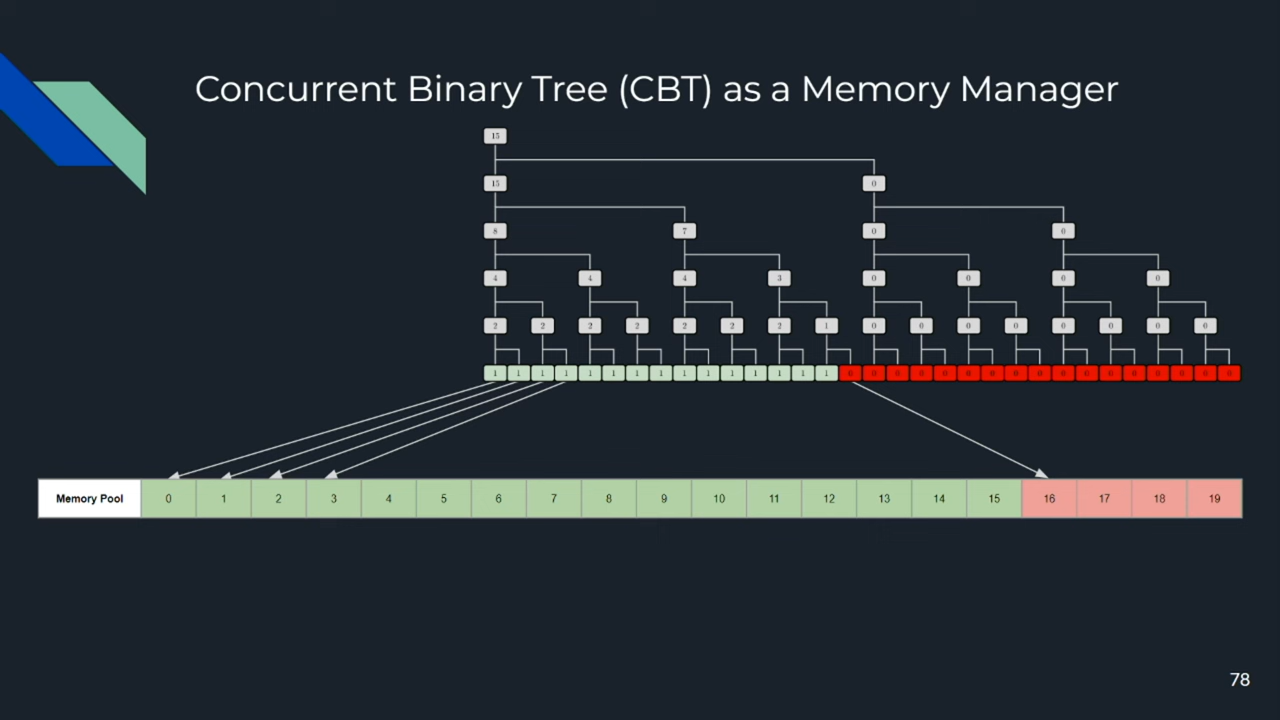 Concurrent Binary Tree (CBT) as a Memory Manager
15
15 0
8 7 0 0
4 4 4 3 0 0 0 0
2 2 2 2 2 2 2 1 0 0 0 0 0 0 0 0
1 1 1 1 1 1 1 1 1 1 1 1 1 1 1 0 0 0 0 0 0 0 0 0 0 0 0 0 0 0 0 0
Memory Pool 0 1 2 3 4 5 6 7 8 9 10 11 12 13 14 15 16 17 18 19
78